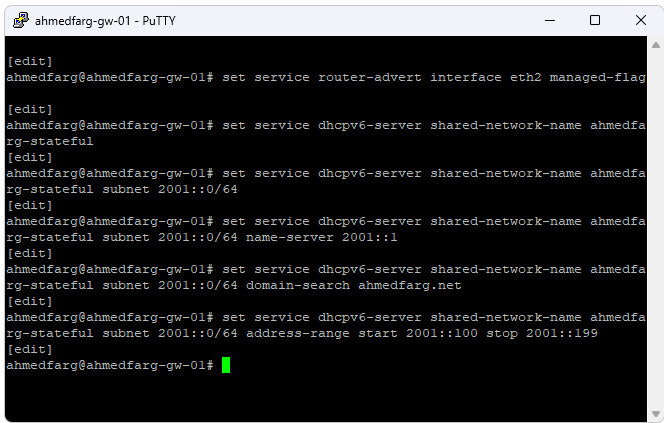 ahmedfarg-gw-01 - PuTTY
[edit]
ahmedfarg@ahmedfarg-gw-01# set service router-advert interface eth2 managed-flag
[edit]
ahmedfarg@ahmedfarg-gw-01# set service dhcpv6-server shared-network-name ahmedfa
rg-stateful
[edit]
ahmedfarg@ahmedfarg-gw-01# set service dhcpv6-server shared-network-name ahmedfa
rg-stateful subnet 2001::0/64
[edit]
ahmedfarg@ahmedfarg-gw-01# set service dhcpv6-server shared-network-name ahmedfa
rg-stateful subnet 2001::0/64 name-server 2001::1
[edit]
ahmedfarg@ahmedfarg-gw-01# set service dhcpv6-server shared-network-name ahmedfa
rg-stateful subnet 2001::0/64 domain-search ahmedfarg.net
[edit]
ahmedfarg@ahmedfarg-gw-01# set service dhcpv6-server shared-network-name ahmedfa
rg-stateful subnet 2001::0/64 address-range start 2001::100 stop 2001::199
[edit]
ahmedfarg@ahmedfarg-gw-01#